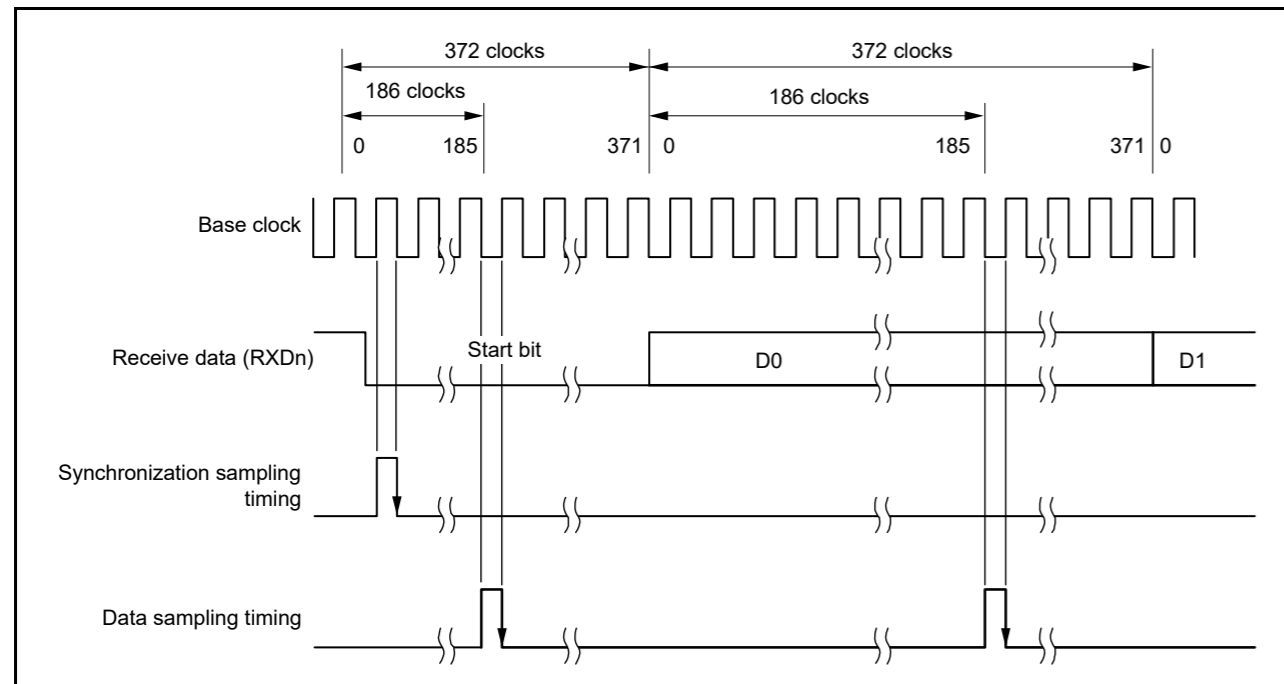 372 clocks 372 clocks
186 clocks 186 clocks
0 185 371 0 185 371 0
Base clock
Receive data (RXDn) Start bit D0 D1
Synchronization sampling
timing
Data sampling timing